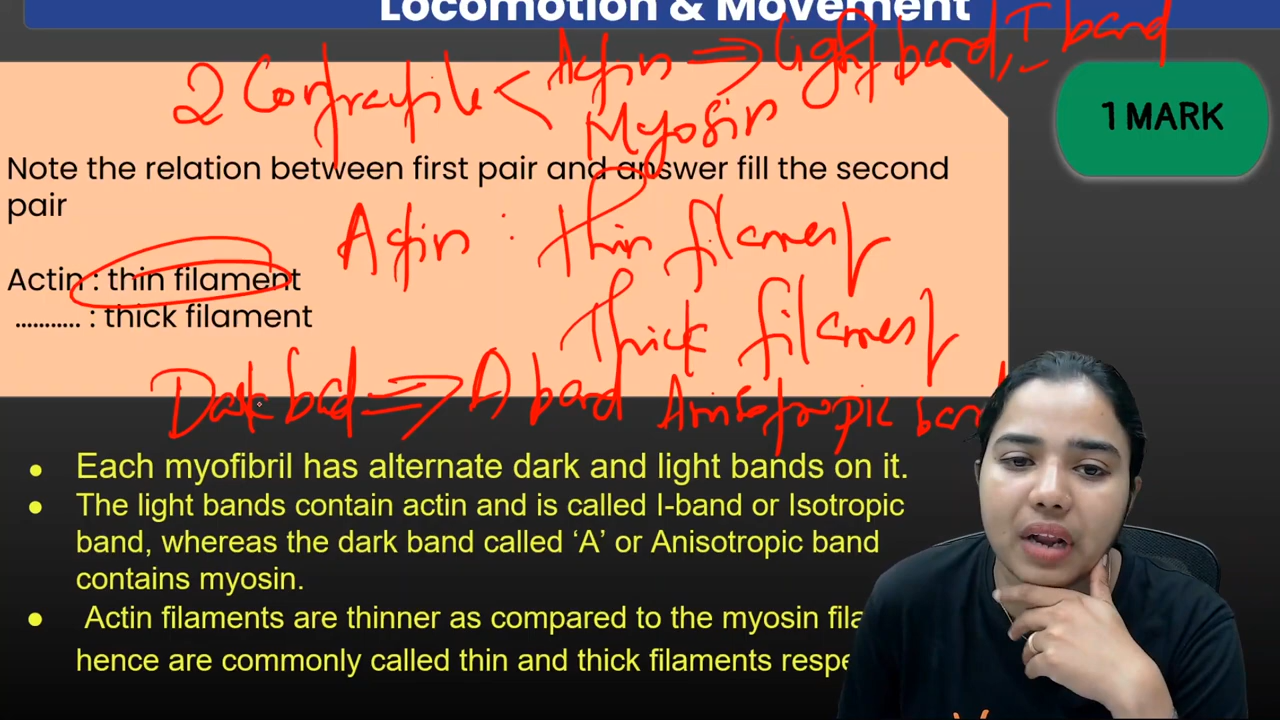 Locomotion & Movement
2 Contractile < Actin => Light band, I band
Myosin
1 MARK
Note the relation between first pair and answer fill the second
pair
Actin : thin filament
Actin : thin filament
........... : thick filament
Thick filament
Dark bad => A band Anisotropic ban
• Each myofibril has alternate dark and light bands on it.
• The light bands contain actin and is called I-band or Isotropic
band, whereas the dark band called ‘A’ or Anisotropic band
contains myosin.
• Actin filaments are thinner as compared to the myosin fila
hence are commonly called thin and thick filaments respe